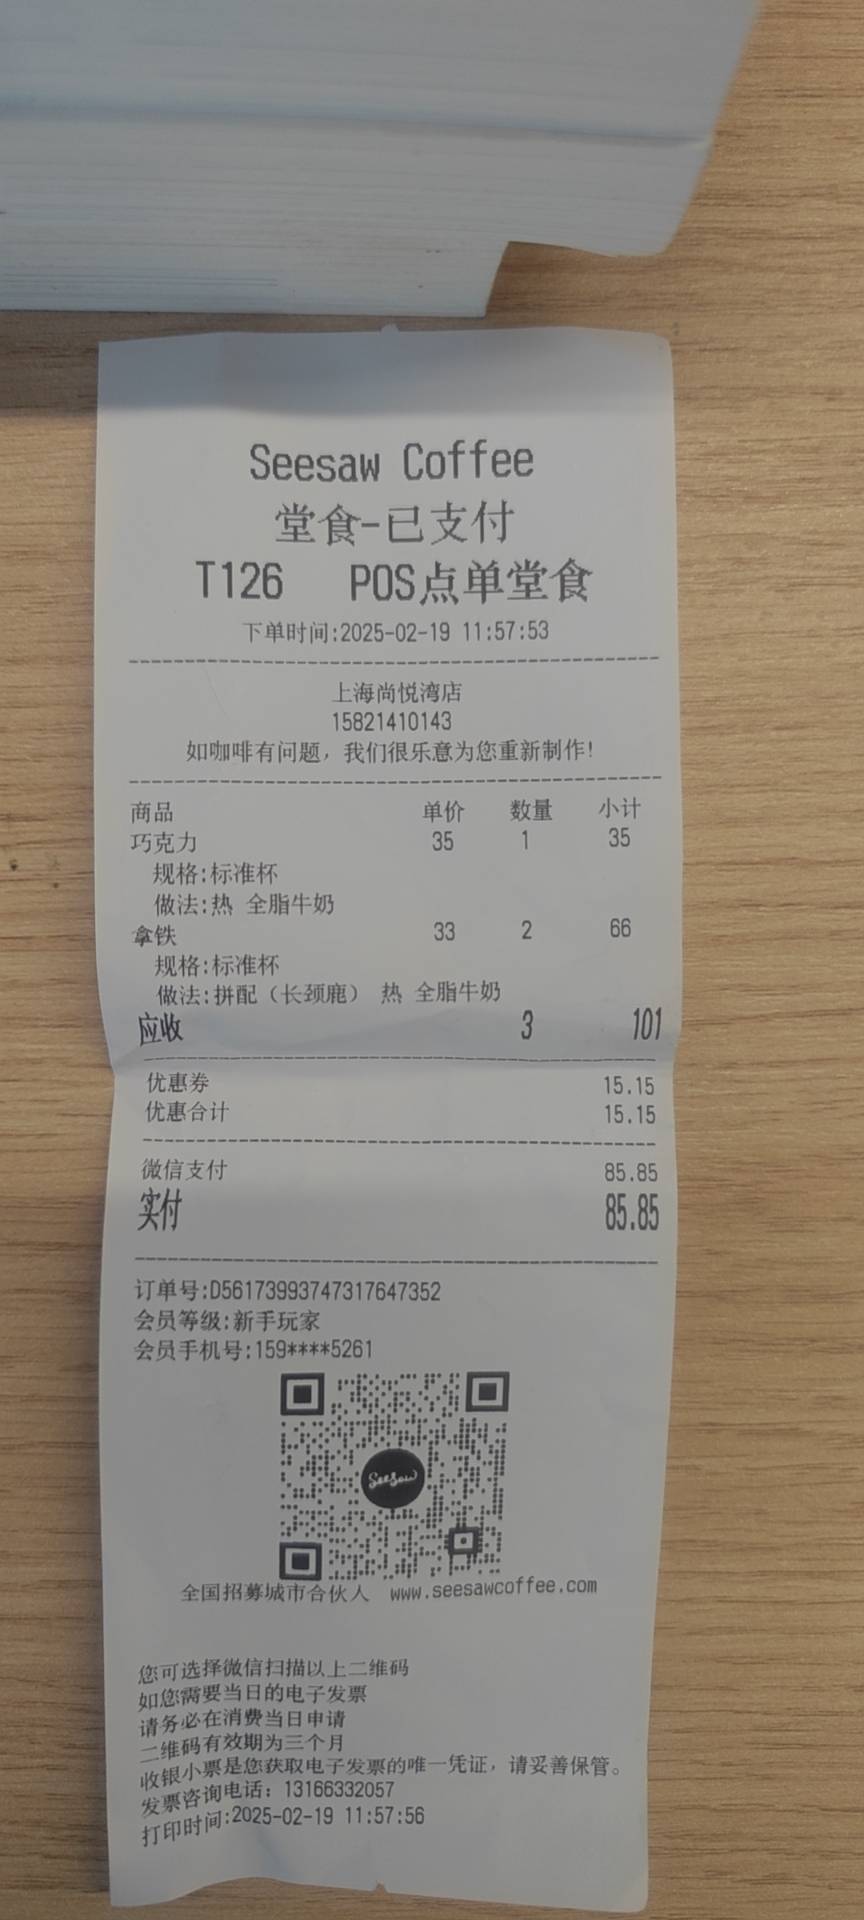 Seesaw Coffee
堂食-已支付
T126 POS点单堂食
下单时间:2025-02-19 11:57:53
上海尚悦湾店
15821410143
如咖啡有问题，我们很乐意为您重新制作!
商品 单价 数量 小计
巧克力 35 1 35
规格:标准杯
做法:热 全脂牛奶
拿铁 33 2 66
规格:标准杯
做法:拼配（长颈鹿） 热 全脂牛奶
应收 3 101
优惠券 15.15
优惠合计 15.15
微信支付 85.85
实付 85.85
订单号:D56173993747317647352
会员等级:新手玩家
会员手机号:159****5261
SeeSaw
全国招募城市合伙人 www.seesawcoffee.com
您可选择微信扫描以上二维码
如您需要当日的电子发票
请务必在消费当日申请
二维码有效期为三个月
收银小票是您获取电子发票的唯一凭证，请妥善保管。
发票咨询电话：13166332057
打印时间:2025-02-19 11:57:56